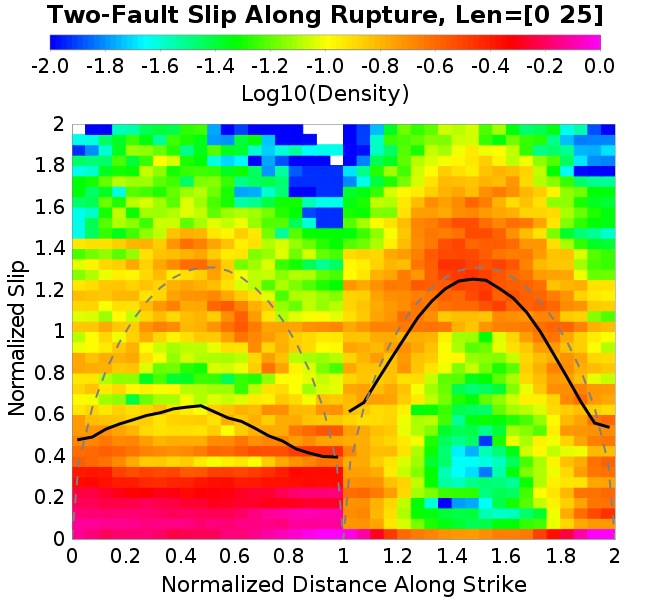 Two-Fault Slip Along Rupture, Len=[0 25]
-2.0 -1.8 -1.6 -1.4 -1.2 -1.0 -0.8 -0.6 -0.4 -0.2 0.0
Log10(Density)
2
1.8
1.6
1.4
1.2
1
0.8
0.6
0.4
0.2
0
Normalized Slip
0 0.2 0.4 0.6 0.8 1 1.2 1.4 1.6 1.8 2
Normalized Distance Along Strike